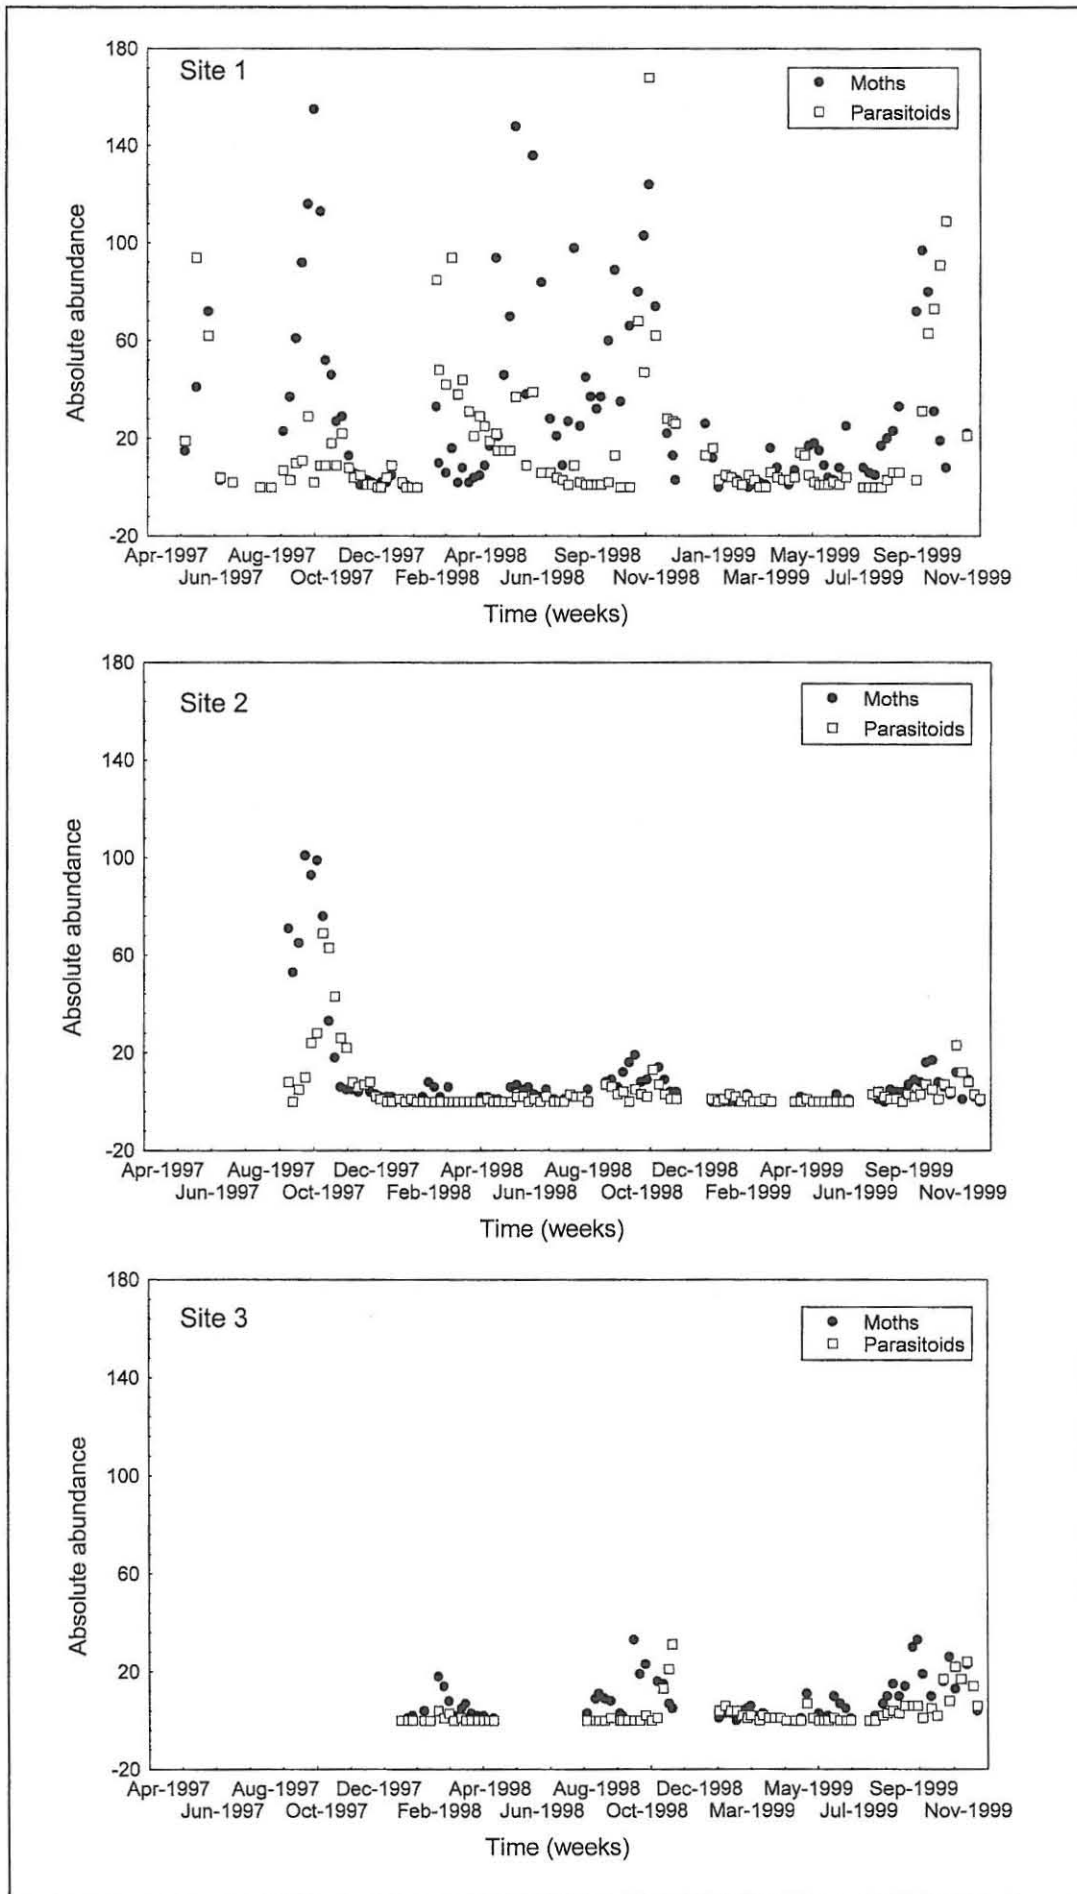 Site 1
Moths
Parasitoids
Absolute abundance
180
140
100
60
20
-20
Apr-1997 Aug-1997 Dec-1997 Apr-1998 Sep-1998 Jan-1999 May-1999 Sep-1999
Jun-1997 Oct-1997 Feb-1998 Jun-1998 Nov-1998 Mar-1999 Jul-1999 Nov-1999
Time (weeks)
Site 2
Moths
Parasitoids
Absolute abundance
180
140
100
60
20
-20
Apr-1997 Aug-1997 Dec-1997 Apr-1998 Aug-1998 Dec-1998 Apr-1999 Sep-1999
Jun-1997 Oct-1997 Feb-1998 Jun-1998 Oct-1998 Feb-1999 Jun-1999 Nov-1999
Time (weeks)
Site 3
Moths
Parasitoids
Absolute abundance
180
140
100
60
20
-20
Apr-1997 Aug-1997 Dec-1997 Apr-1998 Aug-1998 Dec-1998 May-1999 Sep-1999
Jun-1997 Oct-1997 Feb-1998 Jun-1998 Oct-1998 Mar-1999 Jul-1999 Nov-1999
Time (weeks)